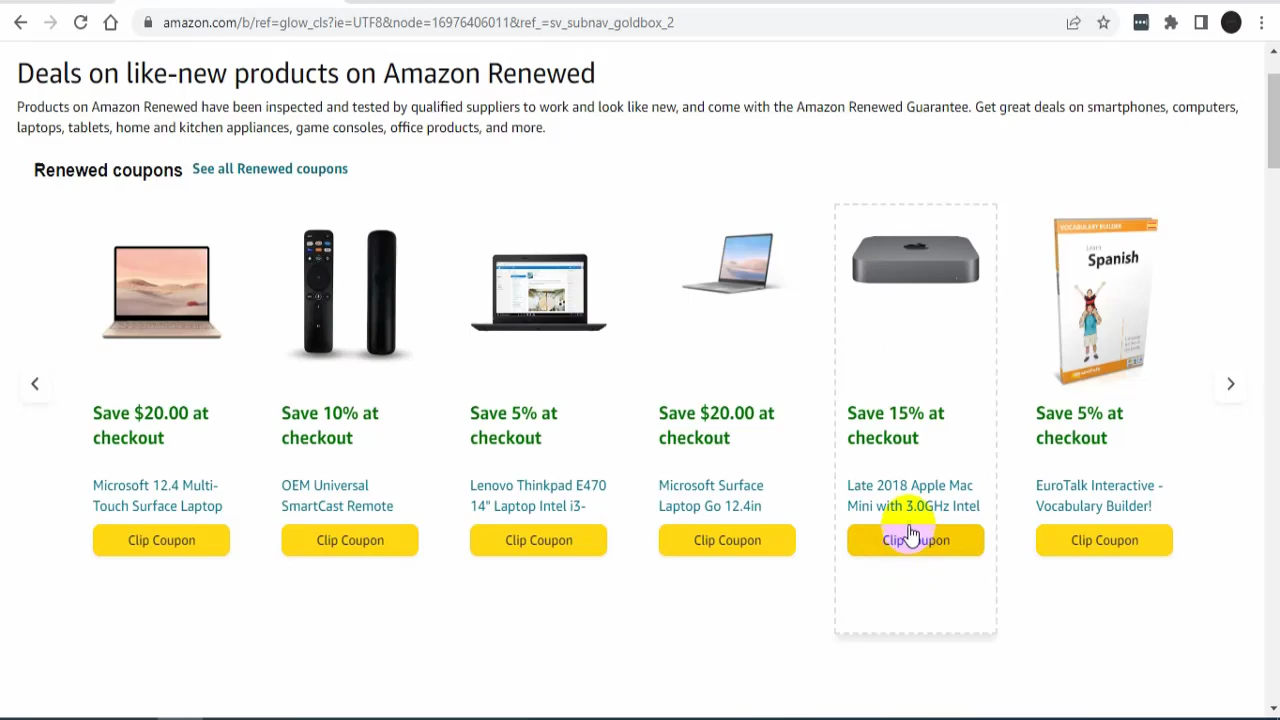 amazon.com/b/ref=glow_cls?ie=UTF8&node=16976406011&ref_=sv_subnav_goldbox_2
Deals on like-new products on Amazon Renewed
Products on Amazon Renewed have been inspected and tested by qualified suppliers to work and look like new, and come with the Amazon Renewed Guarantee. Get great deals on smartphones, computers,
laptops, tablets, home and kitchen appliances, game consoles, office products, and more.
Renewed coupons See all Renewed coupons
VOCABULARY BUILDER
Learn
Spanish
Save $20.00 at
checkout
Microsoft 12.4 Multi-
Touch Surface Laptop
Clip Coupon
Save 10% at
checkout
OEM Universal
SmartCast Remote
Clip Coupon
Save 5% at
checkout
Lenovo Thinkpad E470
14" Laptop Intel i3-
Clip Coupon
Save $20.00 at
checkout
Microsoft Surface
Laptop Go 12.4in
Clip Coupon
Save 15% at
checkout
Late 2018 Apple Mac
Mini with 3.0GHz Intel
Clip Coupon
Save 5% at
checkout
EuroTalk Interactive -
Vocabulary Builder!
Clip Coupon